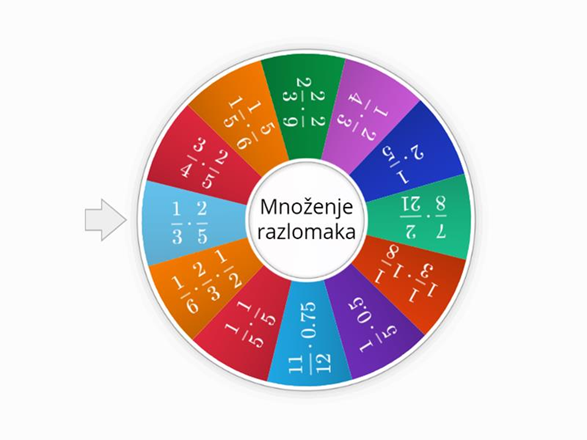 Množenje
razlomaka
1/3 · 2/5
3/4 · 2/5
1/5 · 1 5/6
2 2/3 · 2/9
1/4 · 2/3
2 · 1/5
7/8 · 2/21
1 1/3 · 1 1/8
1/5 · 0.5
11/12 · 0.75
1/5 · 1/5
1/6 · 2/3 · 1/2